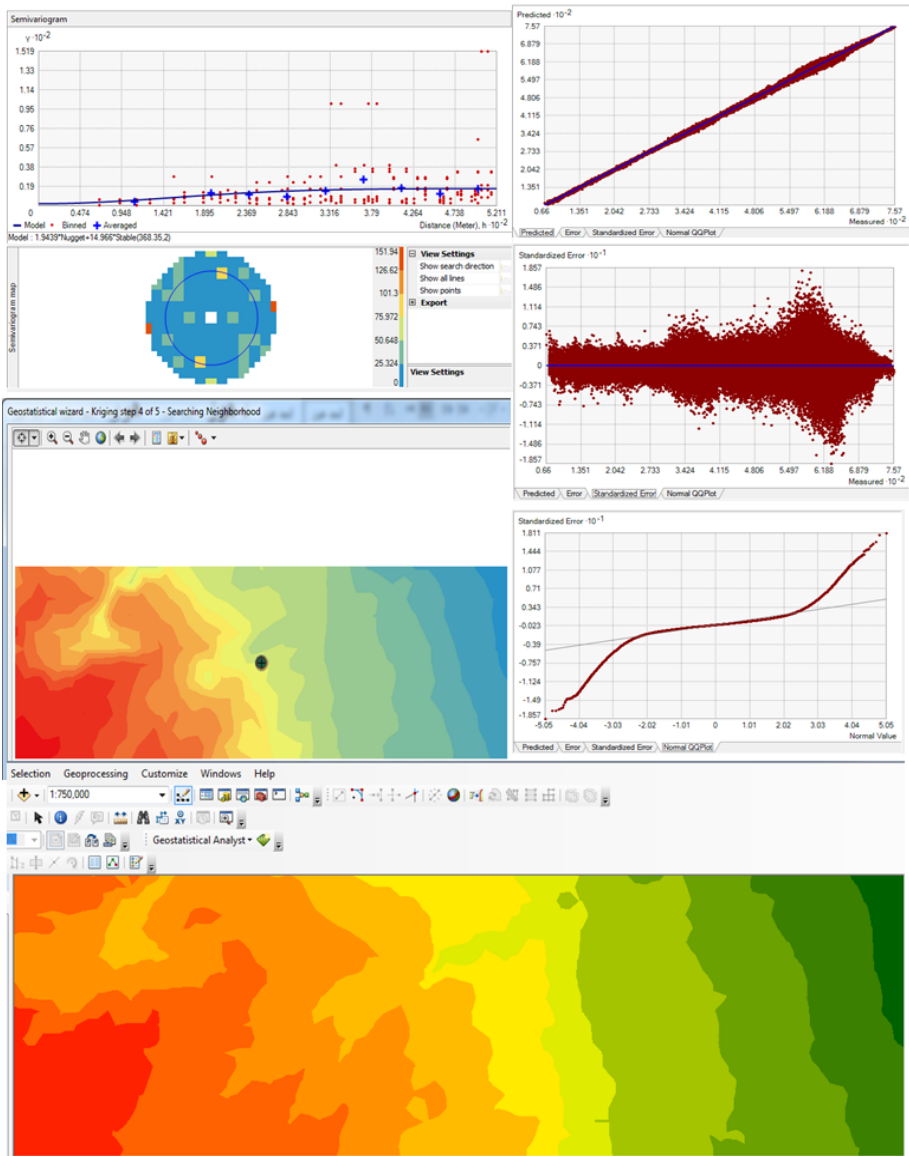 Semivariogram
γ ·10⁻²
1.519
1.33
1.14
0.95
0.76
0.57
0.38
0.19
0 0.474 0.948 1.421 1.895 2.369 2.843 3.316 3.79 4.264 4.738 5.211
Model Binned Averaged
Distance (Meter), h ·10⁻²
Model : 1.9439*Nugget+14.966*Stable(368.35,2)
Semivariogram map
151.94
126.62
101.3
75.972
50.648
25.324
0
View Settings
Show search direction
Show all lines
Show points
Export
View Settings
Predicted ·10⁻²
7.57
6.879
6.188
5.497
4.806
4.115
3.424
2.733
2.042
1.351
0.66 1.351 2.042 2.733 3.424 4.115 4.806 5.497 6.188 6.879 7.57
Measured ·10⁻²
Predicted Error Standardized Error Normal QQPlot
Standardized Error ·10⁻¹
1.857
1.486
1.114
0.743
0.371
0
-0.371
-0.743
-1.114
-1.486
-1.857
0.66 1.351 2.042 2.733 3.424 4.115 4.806 5.497 6.188 6.879 7.57
Measured ·10⁻²
Predicted Error Standardized Error Normal QQPlot
Geostatistical wizard - Kriging step 4 of 5 - Searching Neighborhood
Standardized Error ·10⁻¹
1.811
1.444
1.077
0.71
0.343
-0.023
-0.39
-0.757
-1.124
-1.49
-1.857
-5.05 -4.04 -3.03 -2.02 -1.01 0 1.01 2.02 3.03 4.04 5.05
Normal Value
Predicted Error Standardized Error Normal QQPlot
Selection Geoprocessing Customize Windows Help
1:750,000
XY
Geostatistical Analyst